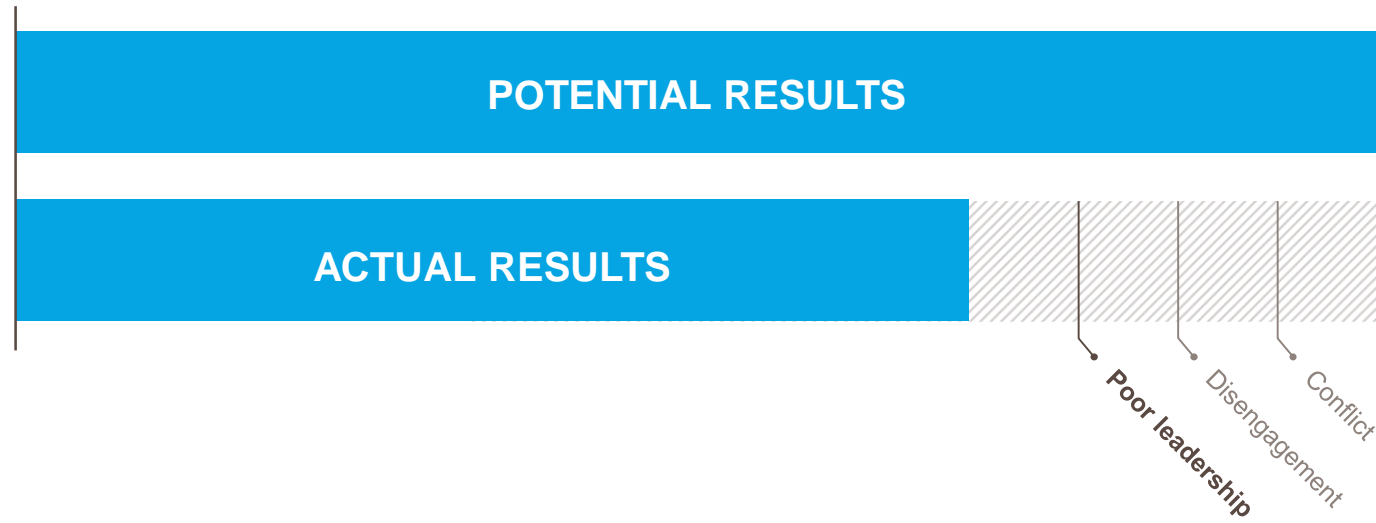 POTENTIAL RESULTS
ACTUAL RESULTS
Poor leadership
Disengagement
Conflict